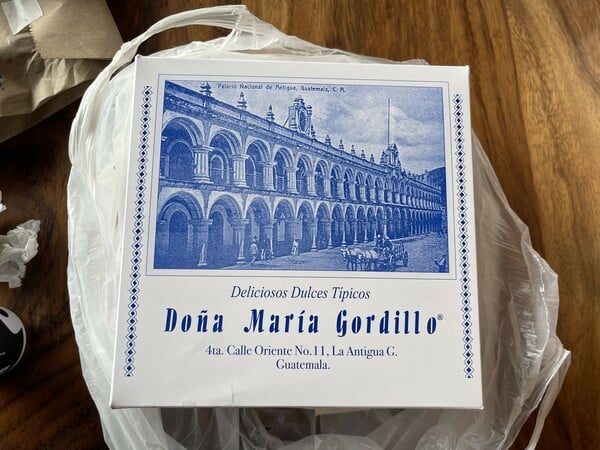 Palacio Nacional de Antigua, Guatemala, C. A.
Deliciosos Dulces Típicos
Doña María Gordillo®
4ta. Calle Oriente No. 11, La Antigua G.
Guatemala.